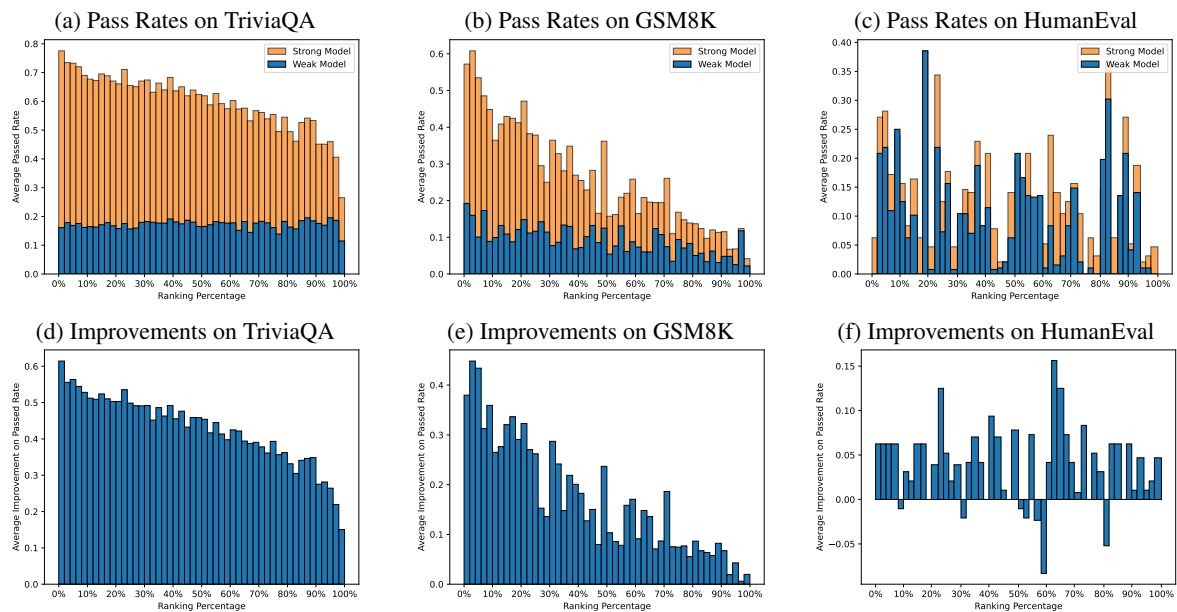 (a) Pass Rates on TriviaQA
Average Passed Rate
0.8
0.7
0.6
0.5
0.4
0.3
0.2
0.1
0.0
Strong Model
Weak Model
0% 10% 20% 30% 40% 50% 60% 70% 80% 90% 100%
Ranking Percentage
(b) Pass Rates on GSM8K
Average Passed Rate
0.6
0.5
0.4
0.3
0.2
0.1
0.0
Strong Model
Weak Model
0% 10% 20% 30% 40% 50% 60% 70% 80% 90% 100%
Ranking Percentage
(c) Pass Rates on HumanEval
Average Passed Rate
0.40
0.35
0.30
0.25
0.20
0.15
0.10
0.05
0.00
Strong Model
Weak Model
0% 10% 20% 30% 40% 50% 60% 70% 80% 90% 100%
Ranking Percentage
(d) Improvements on TriviaQA
Average Improvement on Passed Rate
0.6
0.5
0.4
0.3
0.2
0.1
0.0
0% 10% 20% 30% 40% 50% 60% 70% 80% 90% 100%
Ranking Percentage
(e) Improvements on GSM8K
Average Improvement on Passed Rate
0.4
0.3
0.2
0.1
0.0
0% 10% 20% 30% 40% 50% 60% 70% 80% 90% 100%
Ranking Percentage
(f) Improvements on HumanEval
Average Improvement on Passed Rate
0.15
0.10
0.05
0.00
−0.05
0% 10% 20% 30% 40% 50% 60% 70% 80% 90% 100%
Ranking Percentage